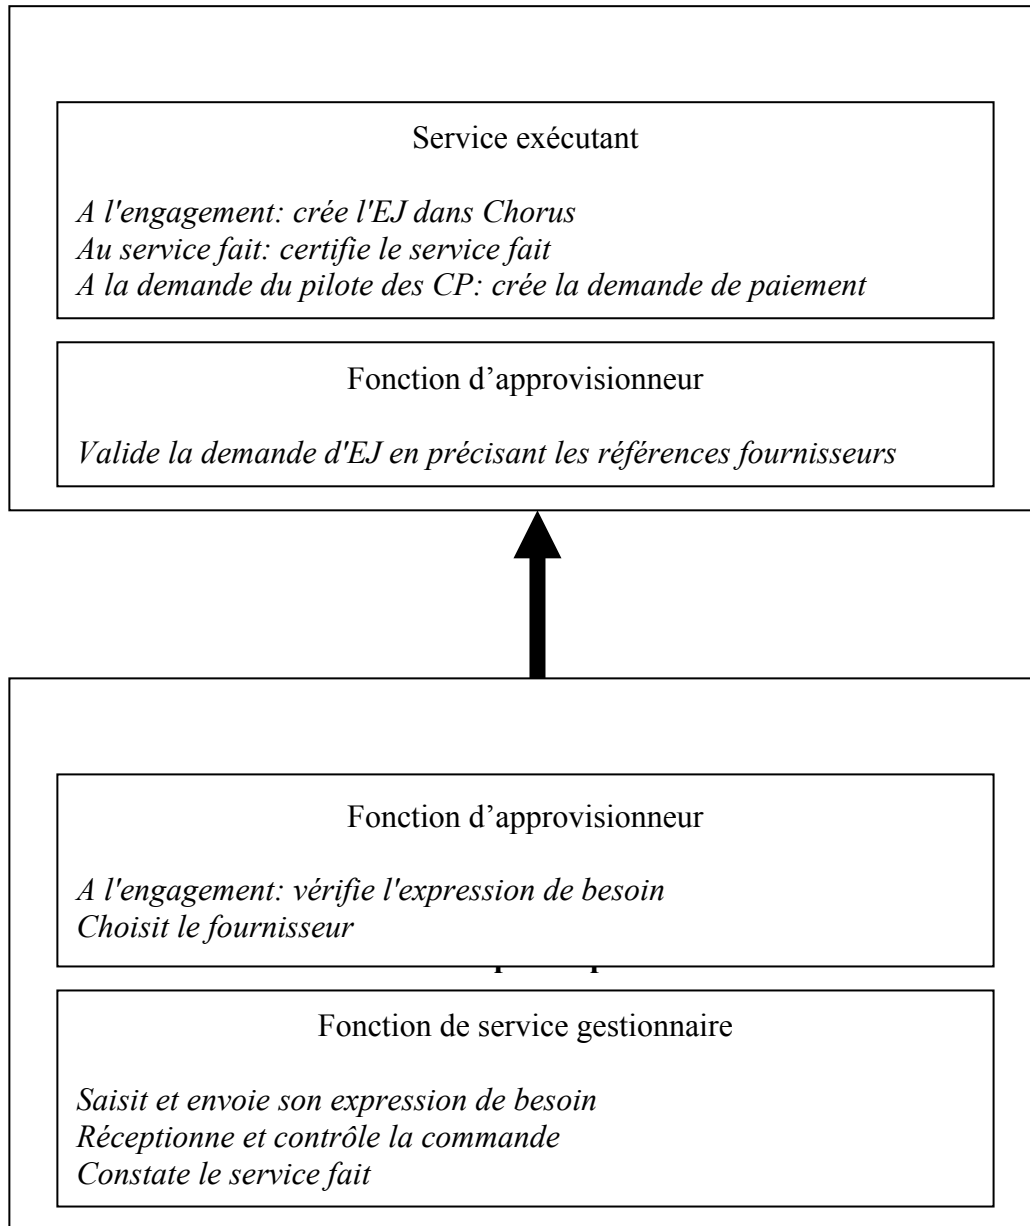 Service exécutant
A l'engagement: crée l'EJ dans Chorus
Au service fait: certifie le service fait
A la demande du pilote des CP: crée la demande de paiement
Fonction d’approvisionneur
Valide la demande d'EJ en précisant les références fournisseurs
Fonction d’approvisionneur
A l'engagement: vérifie l'expression de besoin
Choisit le fournisseur
Fonction de service gestionnaire
Saisit et envoie son expression de besoin
Réceptionne et contrôle la commande
Constate le service fait